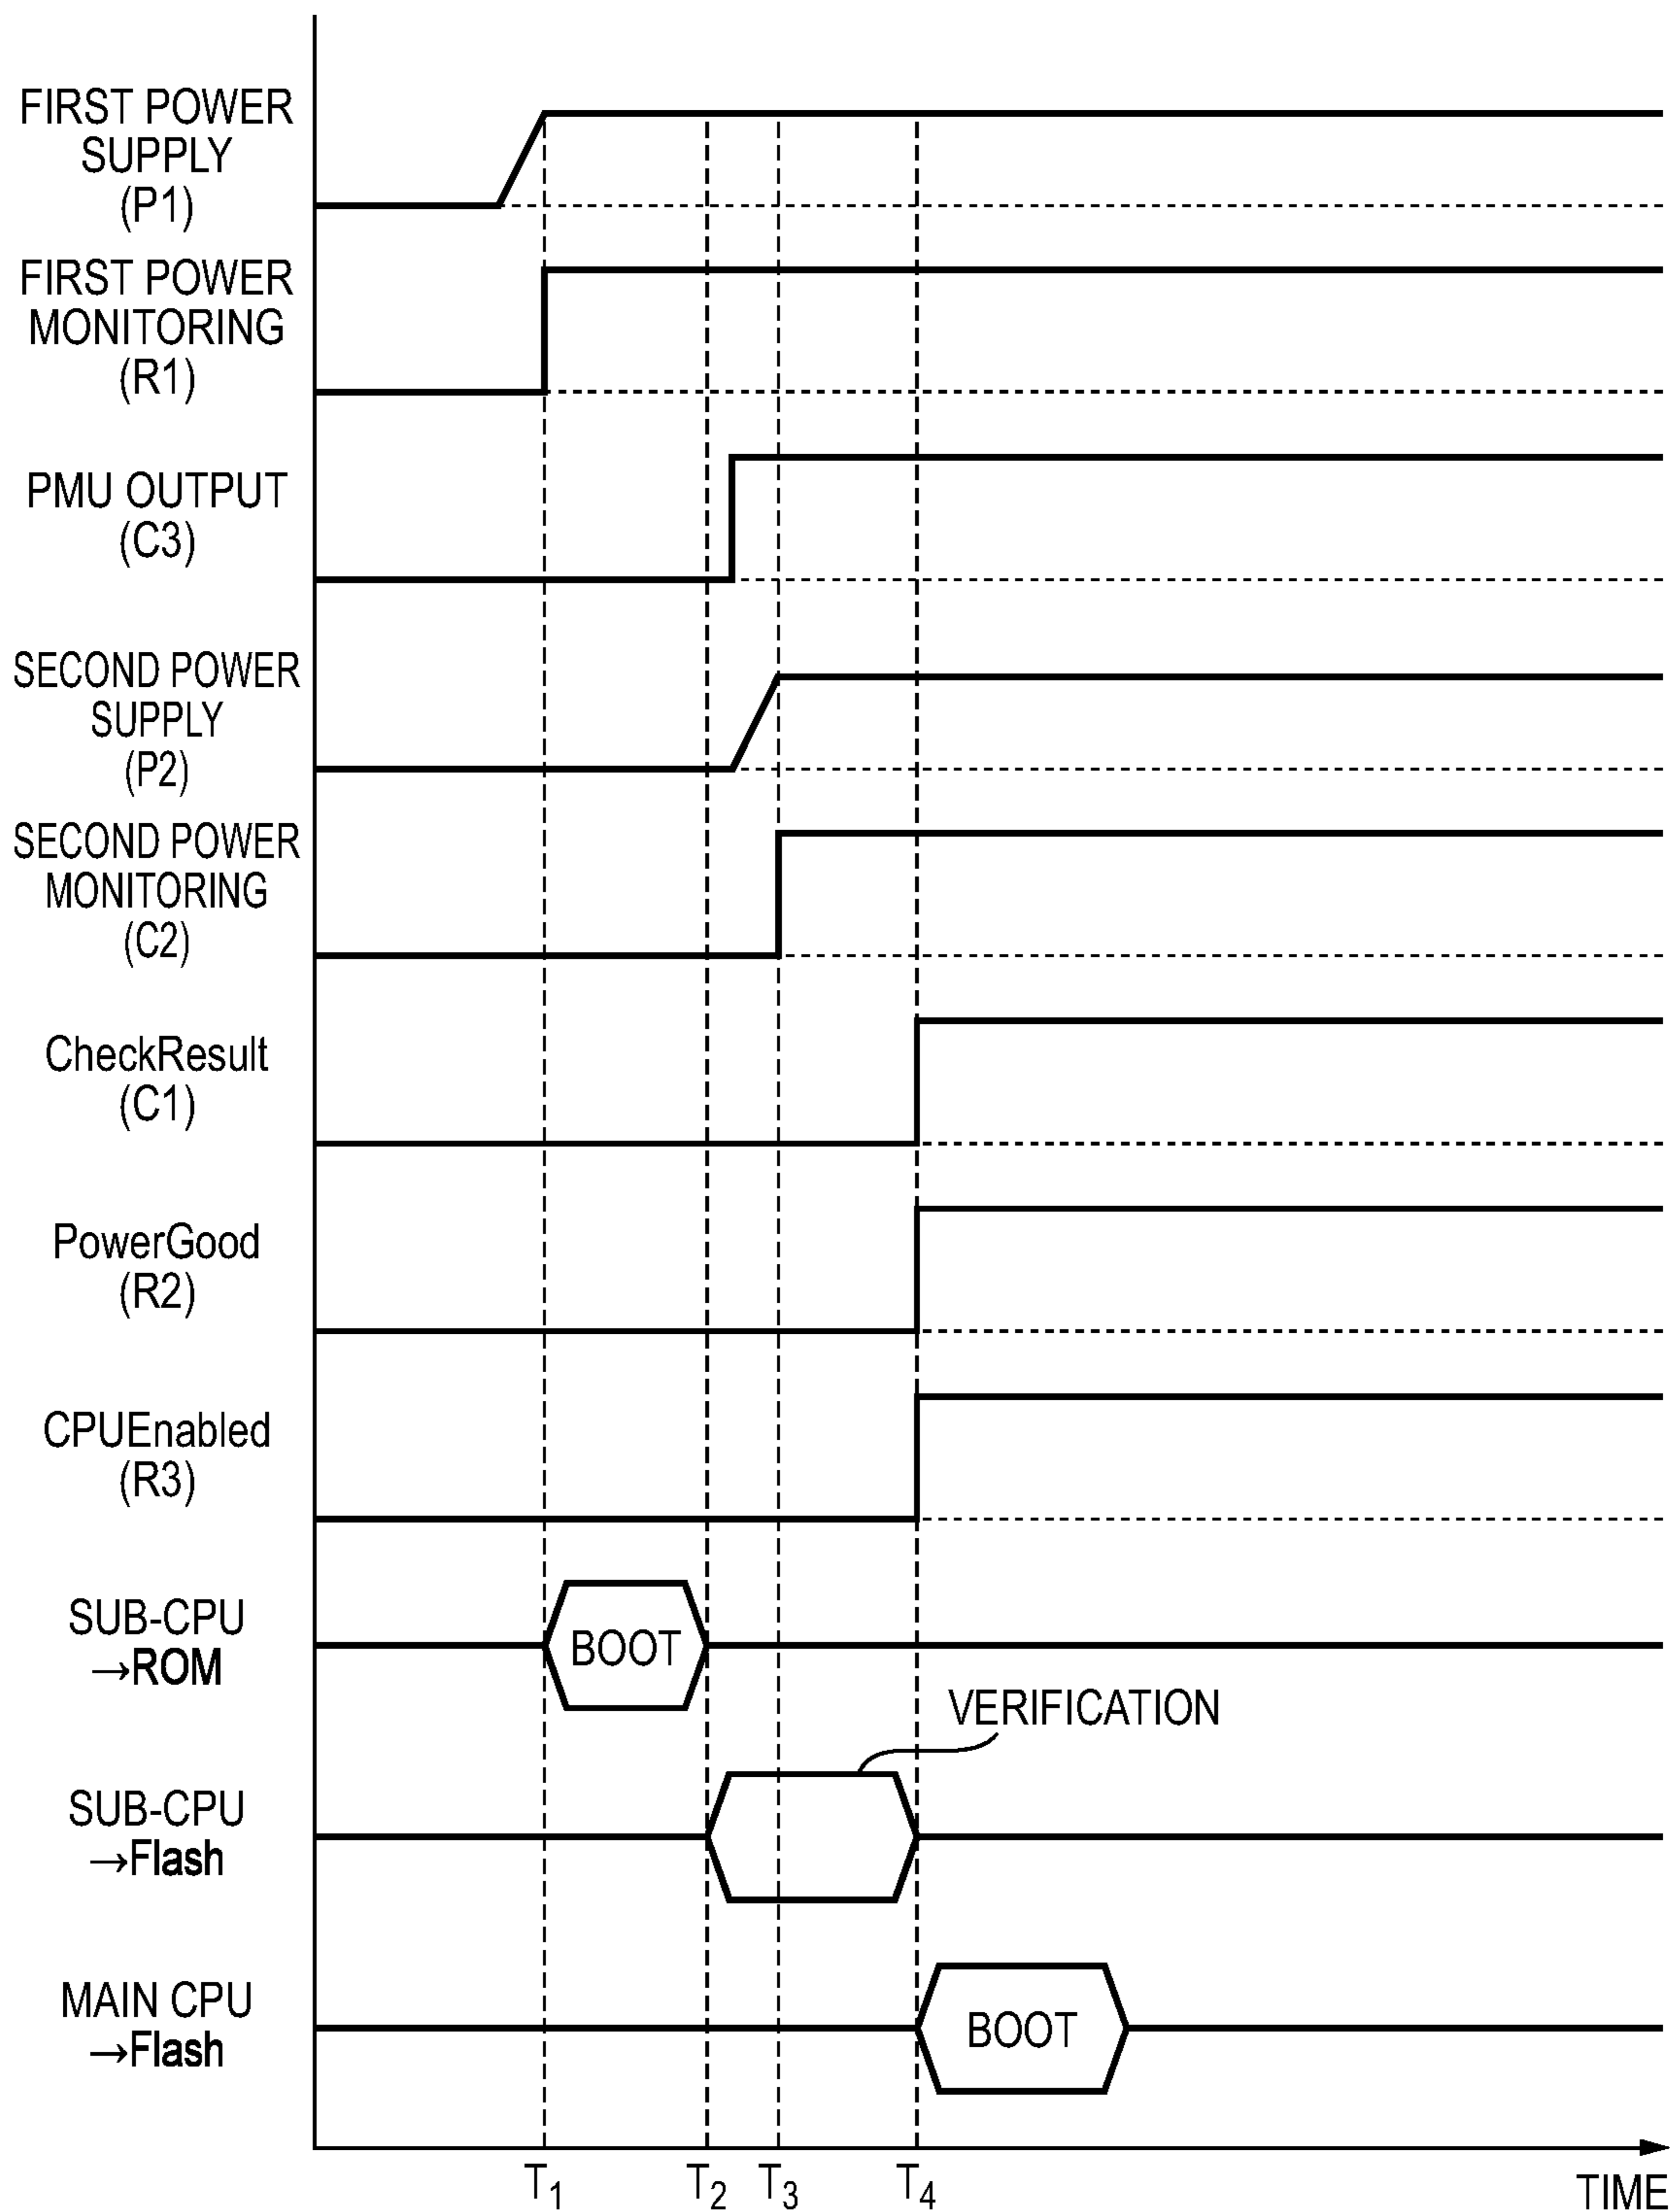 FIRST POWER
SUPPLY
(P1)
FIRST POWER
MONITORING
(R1)
PMU OUTPUT
(C3)
SECOND POWER
SUPPLY
(P2)
SECOND POWER
MONITORING
(C2)
CheckResult
(C1)
PowerGood
(R2)
CPUEnabled
(R3)
SUB-CPU
→ROM
BOOT
VERIFICATION
SUB-CPU
→Flash
MAIN CPU
→Flash
BOOT
T1 T2 T3 T4
TIME